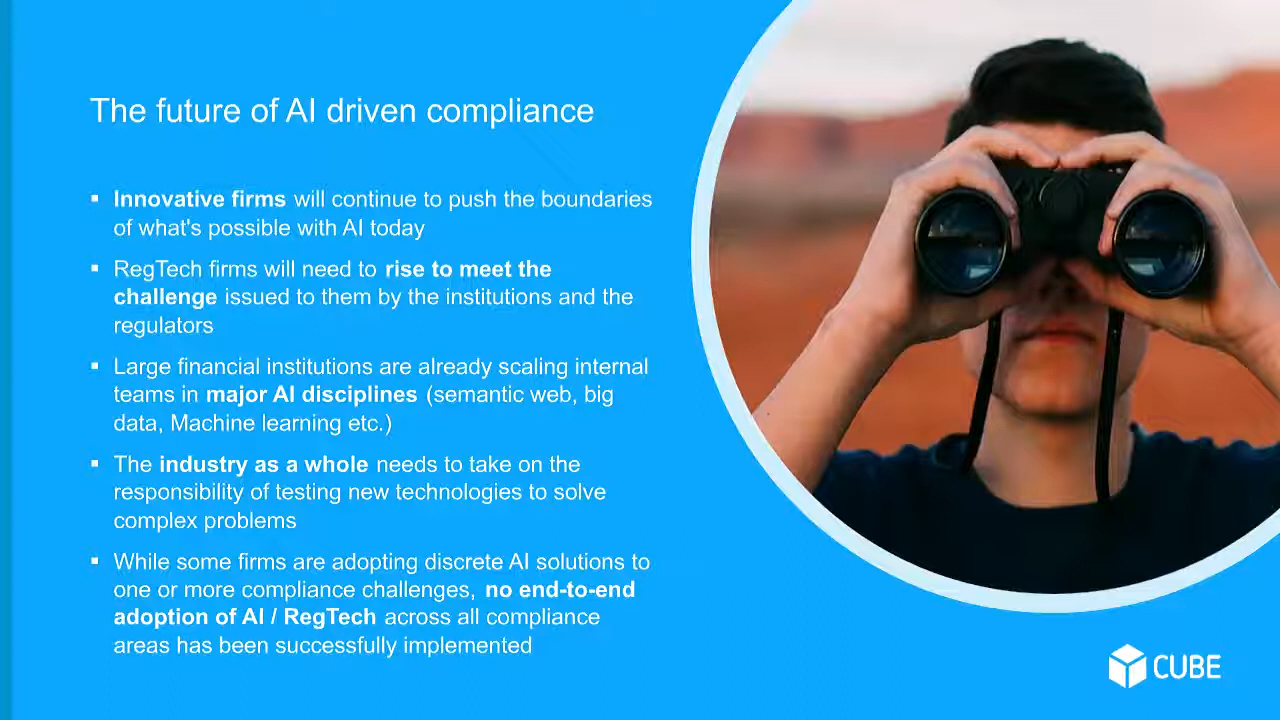 The future of AI driven compliance
▪ Innovative firms will continue to push the boundaries
of what's possible with AI today
▪ RegTech firms will need to rise to meet the
challenge issued to them by the institutions and the
regulators
▪ Large financial institutions are already scaling internal
teams in major AI disciplines (semantic web, big
data, Machine learning etc.)
▪ The industry as a whole needs to take on the
responsibility of testing new technologies to solve
complex problems
▪ While some firms are adopting discrete AI solutions to
one or more compliance challenges, no end-to-end
adoption of AI / RegTech across all compliance
areas has been successfully implemented
CUBE